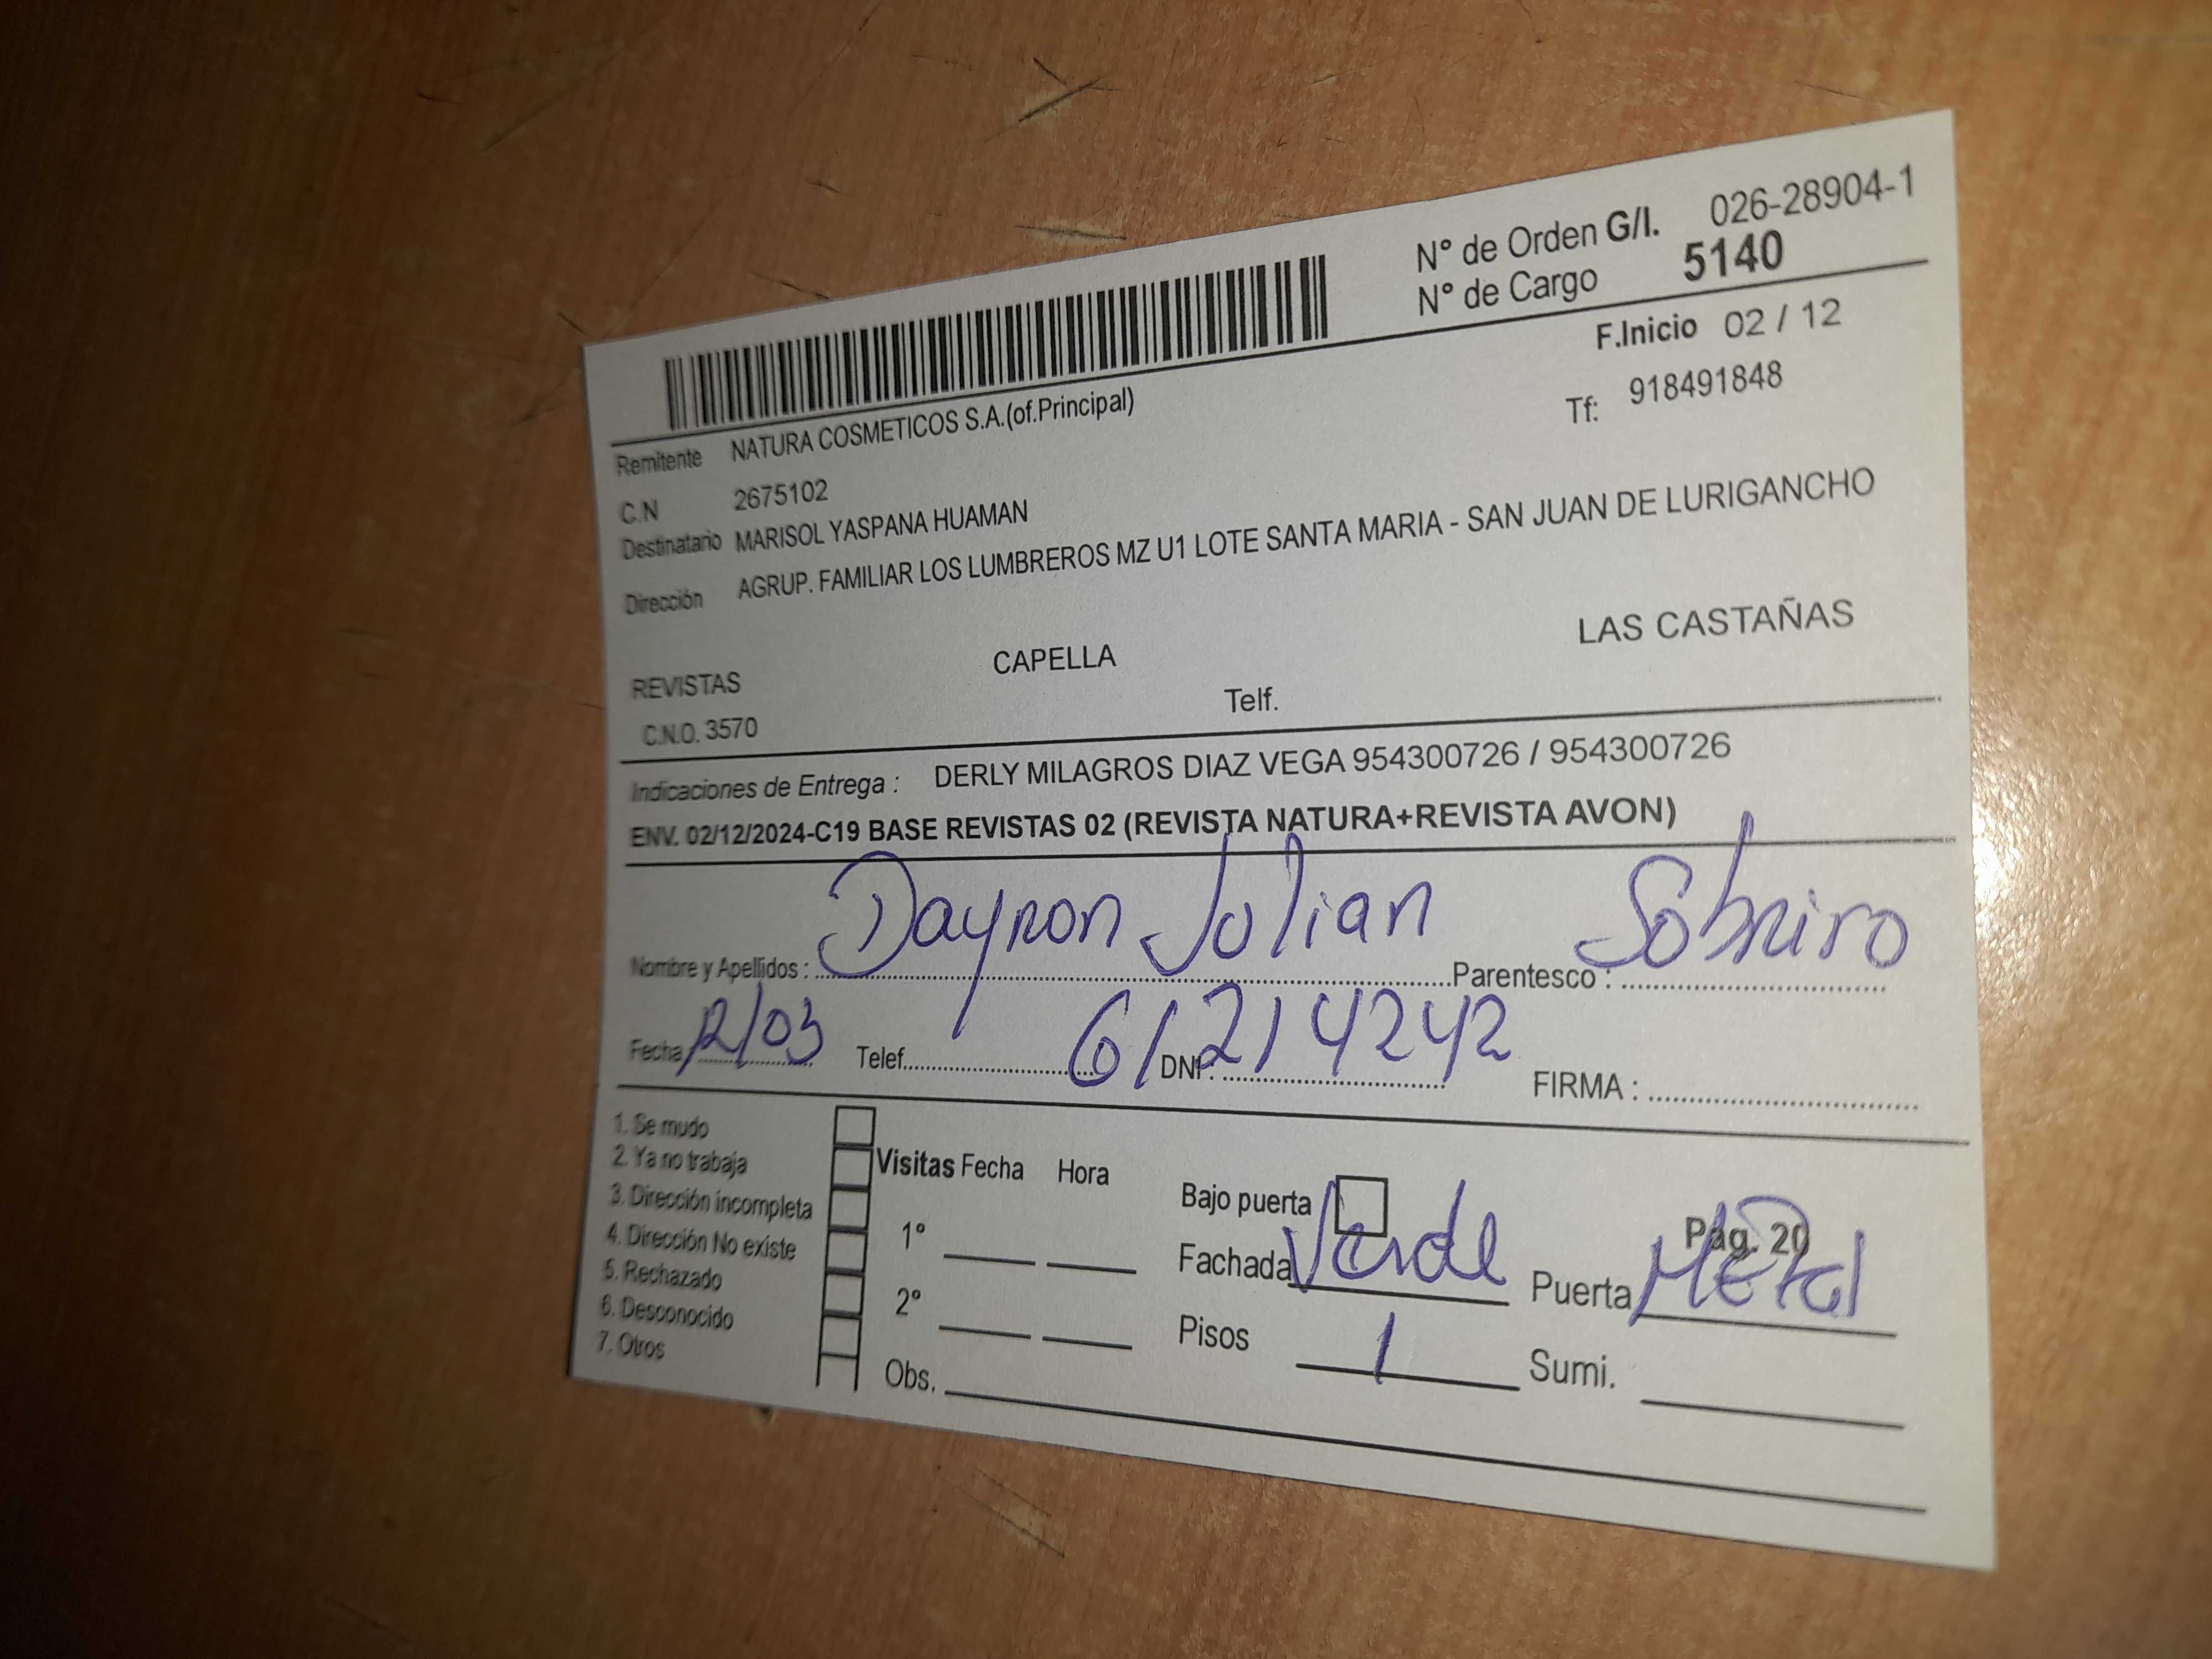 N° de Orden G/I. 026-28904-1
N° de Cargo 5140
F.Inicio 02 / 12
Remitente NATURA COSMETICOS S.A.(of.Principal)
Tf: 918491848
C.N 2675102
Destinatario MARISOL YASPANA HUAMAN
Dirección AGRUP. FAMILIAR LOS LUMBREROS MZ U1 LOTE SANTA MARIA - SAN JUAN DE LURIGANCHO
REVISTAS CAPELLA LAS CASTAÑAS
C.N.O. 3570 Telf.
Indicaciones de Entrega : DERLY MILAGROS DIAZ VEGA 954300726 / 954300726
ENV. 02/12/2024-C19 BASE REVISTAS 02 (REVISTA NATURA+REVISTA AVON)
Nombre y Apellidos : Dayron Julian Parentesco : Sobriro
Fecha 12/03 Telef. DNI : 61214242 FIRMA :
1. Se mudo
2. Ya no trabaja
3. Dirección incompleta
4. Dirección No existe
5. Rechazado
6. Desconocido
7. Otros
Visitas Fecha Hora
1°
2°
Obs.
Bajo puerta Pág. 20
Fachada Verde Puerta Metal
Pisos 1 Sumi.